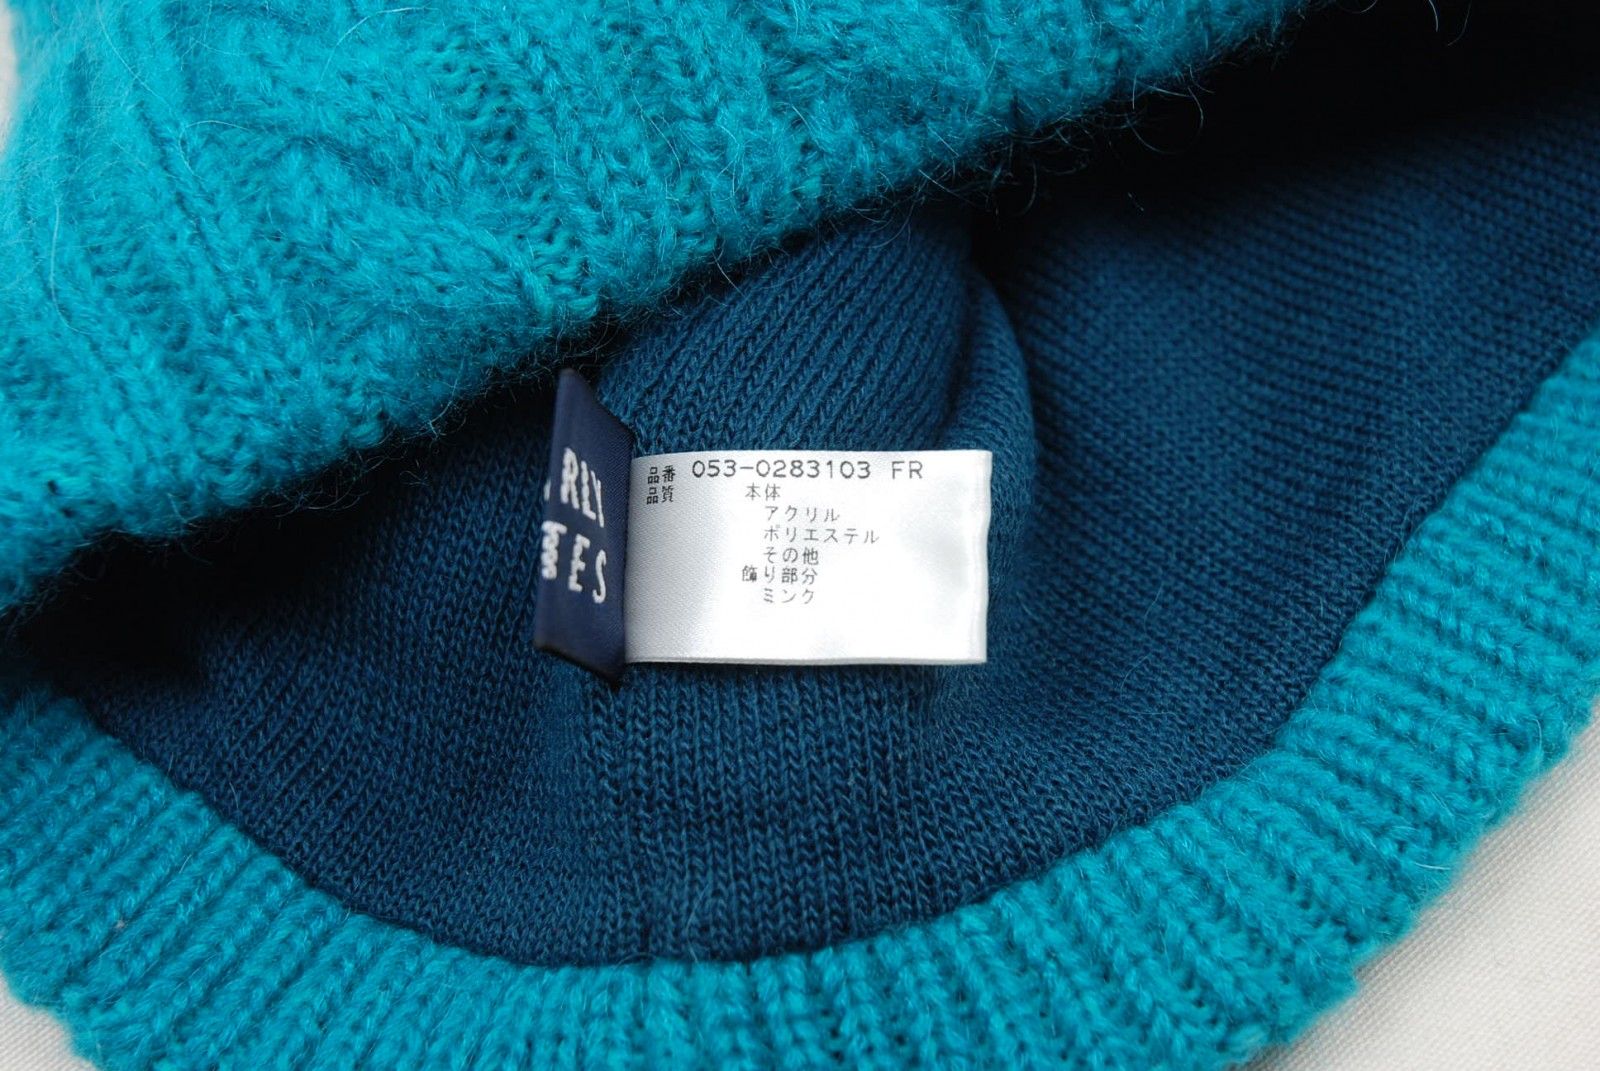 RLY
TES
品番 053-0283103 FR
品質 本体
アクリル
ポリエステル
その他
飾り部分
ミンク